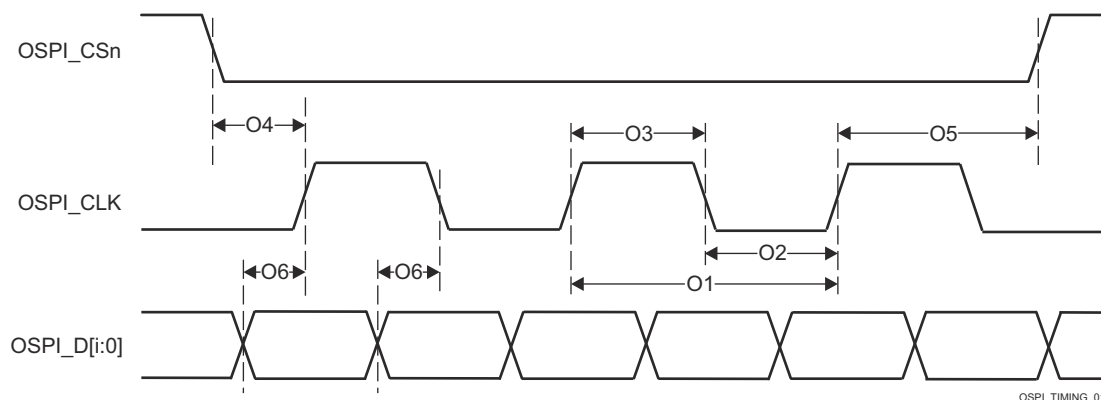 OSPI_CSn
O4
O3
O5
OSPI_CLK
O2
O6
O6
O1
OSPI_D[i:0]